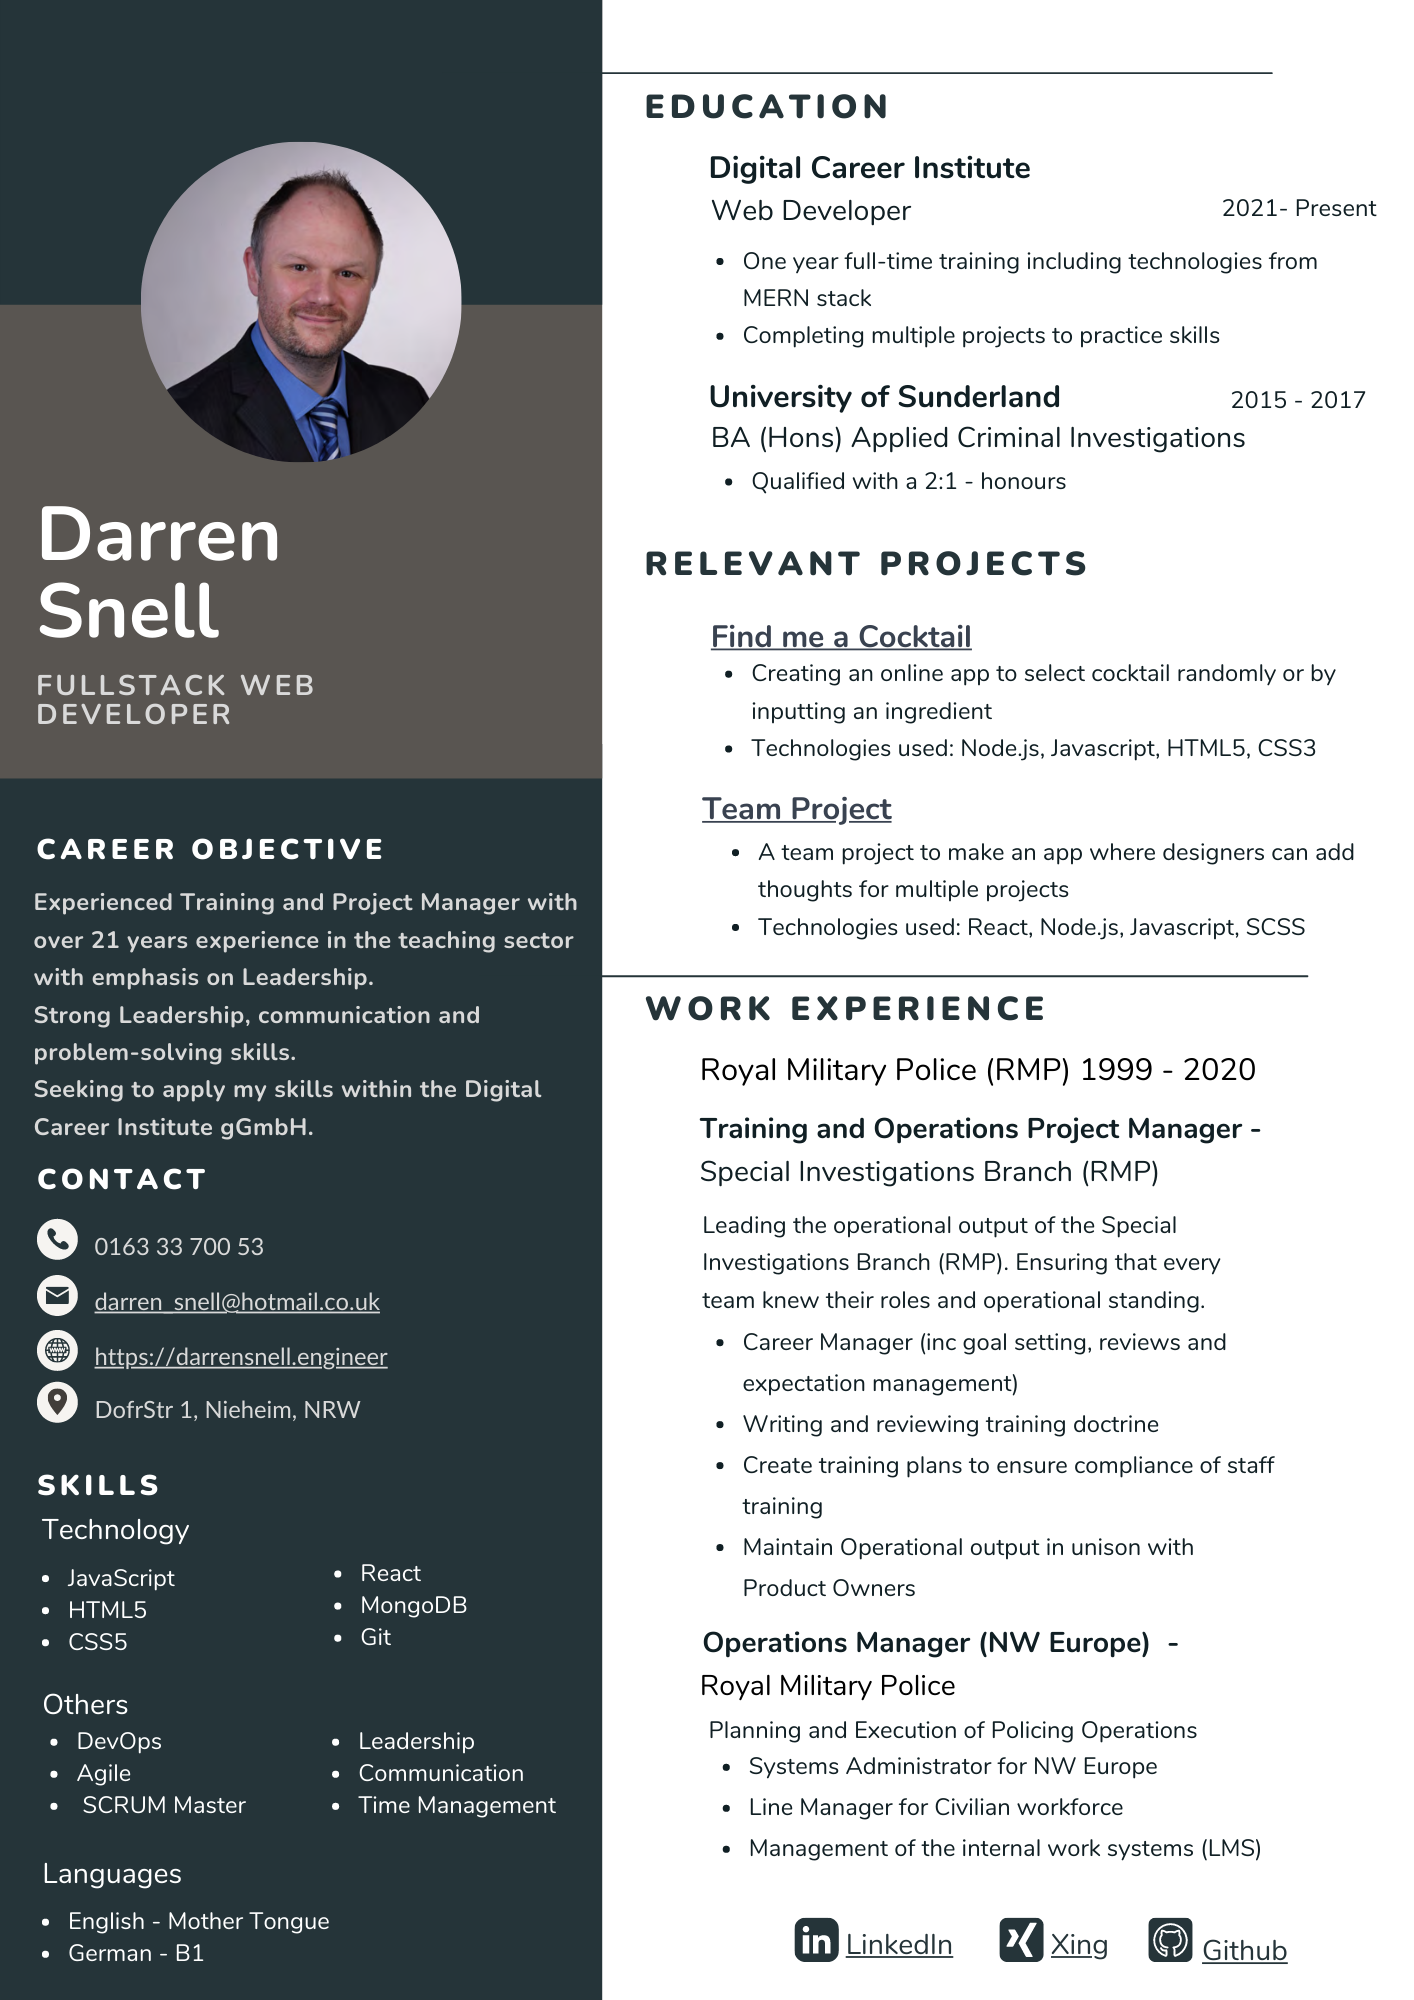 Darren
Snell
FULLSTACK WEB
DEVELOPER
CAREER OBJECTIVE
Experienced Training and Project Manager with
over 21 years experience in the teaching sector
with emphasis on Leadership.
Strong Leadership, communication and
problem-solving skills.
Seeking to apply my skills within the Digital
Career Institute gGmbH.
CONTACT
0163 33 700 53
darren_snell@hotmail.co.uk
https://darrensnell.engineer
DofrStr 1, Nieheim, NRW
SKILLS
Technology
• JavaScript
• HTML5
• CSS5
• React
• MongoDB
• Git
Others
• DevOps
• Agile
• SCRUM Master
• Leadership
• Communication
• Time Management
Languages
• English - Mother Tongue
• German - B1
EDUCATION
Digital Career Institute
Web Developer 2021- Present
• One year full-time training including technologies from
MERN stack
• Completing multiple projects to practice skills
University of Sunderland 2015 - 2017
BA (Hons) Applied Criminal Investigations
• Qualified with a 2:1 - honours
RELEVANT PROJECTS
Find me a Cocktail
• Creating an online app to select cocktail randomly or by
inputting an ingredient
• Technologies used: Node.js, Javascript, HTML5, CSS3
Team Project
• A team project to make an app where designers can add
thoughts for multiple projects
• Technologies used: React, Node.js, Javascript, SCSS
WORK EXPERIENCE
Royal Military Police (RMP) 1999 - 2020
Training and Operations Project Manager -
Special Investigations Branch (RMP)
Leading the operational output of the Special
Investigations Branch (RMP). Ensuring that every
team knew their roles and operational standing.
• Career Manager (inc goal setting, reviews and
expectation management)
• Writing and reviewing training doctrine
• Create training plans to ensure compliance of staff
training
• Maintain Operational output in unison with
Product Owners
Operations Manager (NW Europe) -
Royal Military Police
Planning and Execution of Policing Operations
• Systems Administrator for NW Europe
• Line Manager for Civilian workforce
• Management of the internal work systems (LMS)
in LinkedIn Xing Github